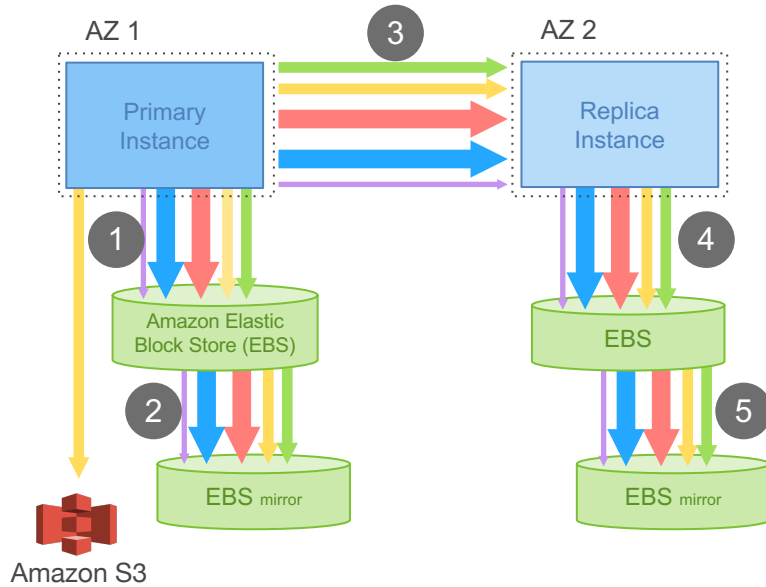 AZ 1
3
AZ 2
Primary
Instance
Replica
Instance
1
4
Amazon Elastic
Block Store (EBS)
EBS
2
5
EBS mirror
EBS mirror
Amazon S3